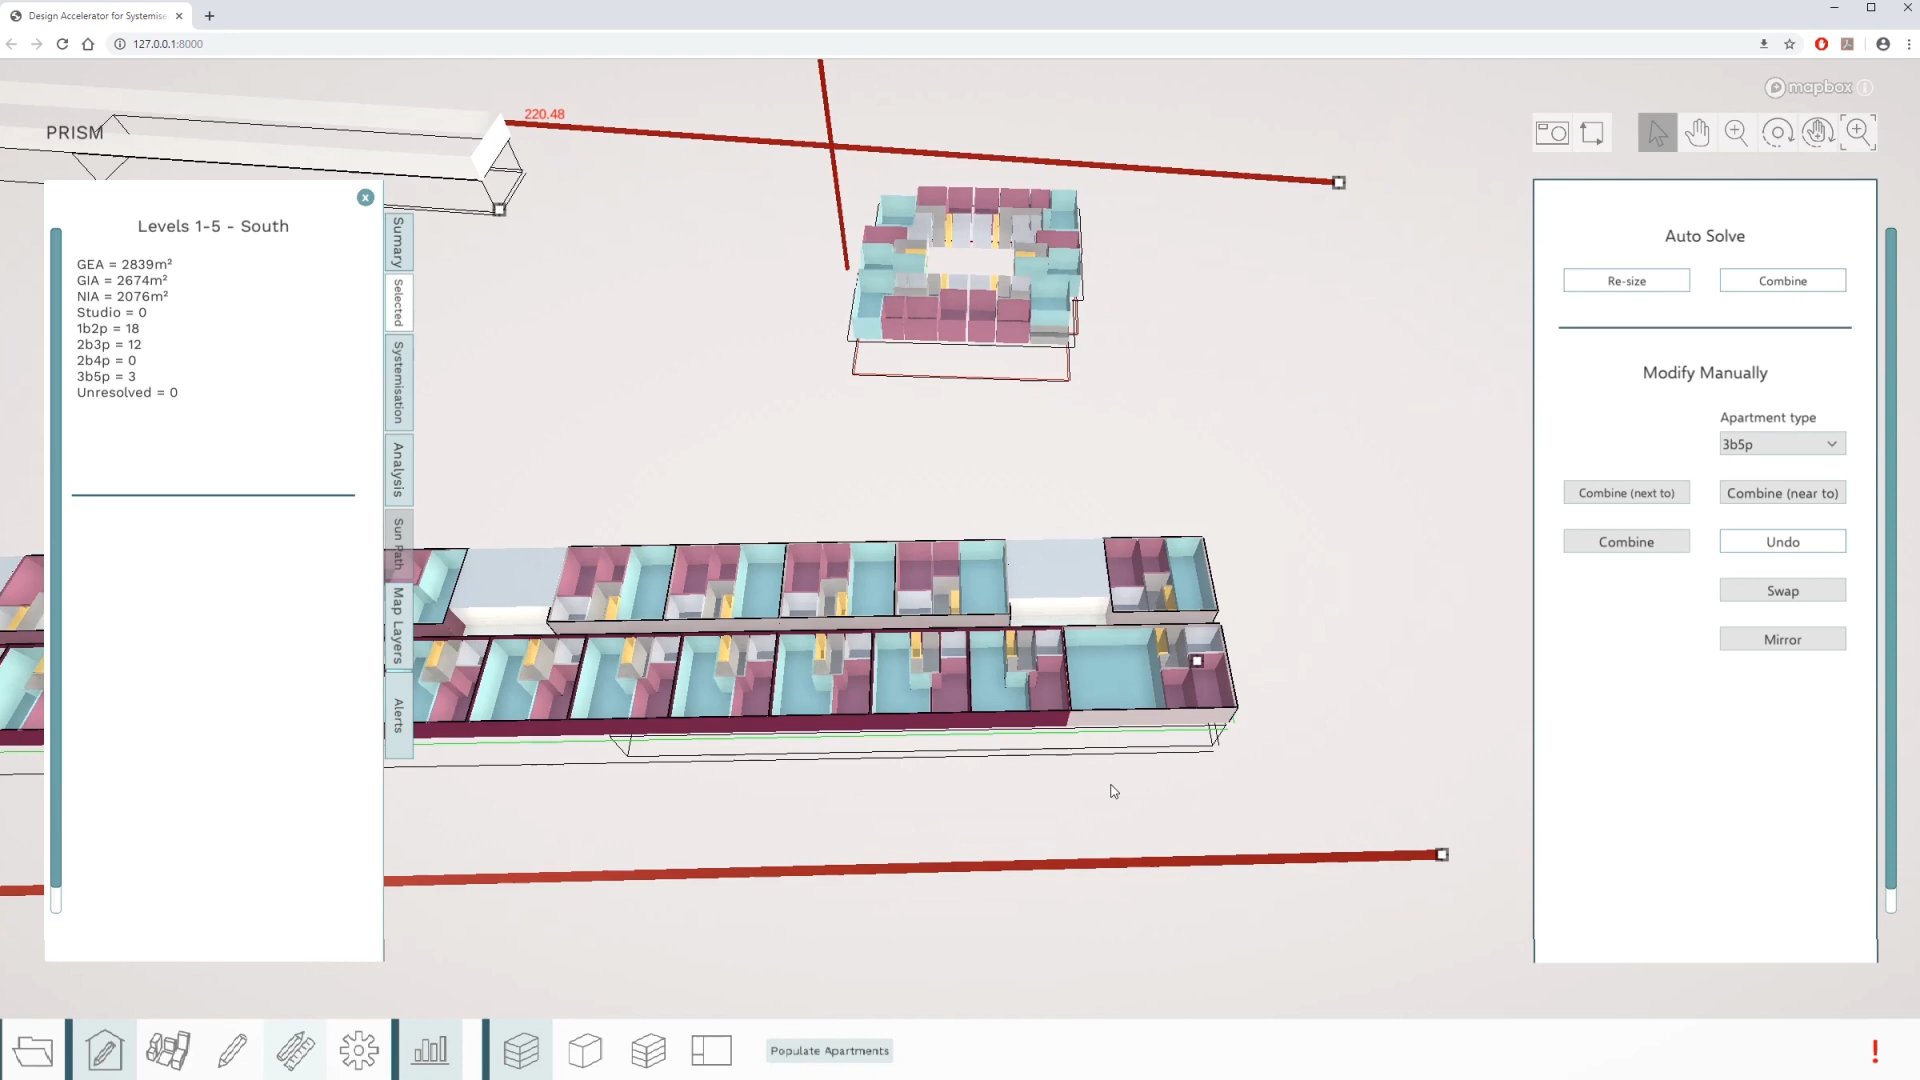 Design Accelerator for Systemise
127.0.0.1:8000
mapbox
220.48
PRISM
Levels 1-5 - South
GEA = 2839m²
GIA = 2674m²
NIA = 2076m²
Studio = 0
1b2p = 18
2b3p = 12
2b4p = 0
3b5p = 3
Unresolved = 0
Sumary
Selected
Systemisation
Analysis
Sun Path
Map Layers
Alerts
Auto Solve
Re-size
Combine
Modify Manually
Apartment type
3b5p
Combine (next to)
Combine (near to)
Combine
Undo
Swap
Mirror
Populate Apartments
!